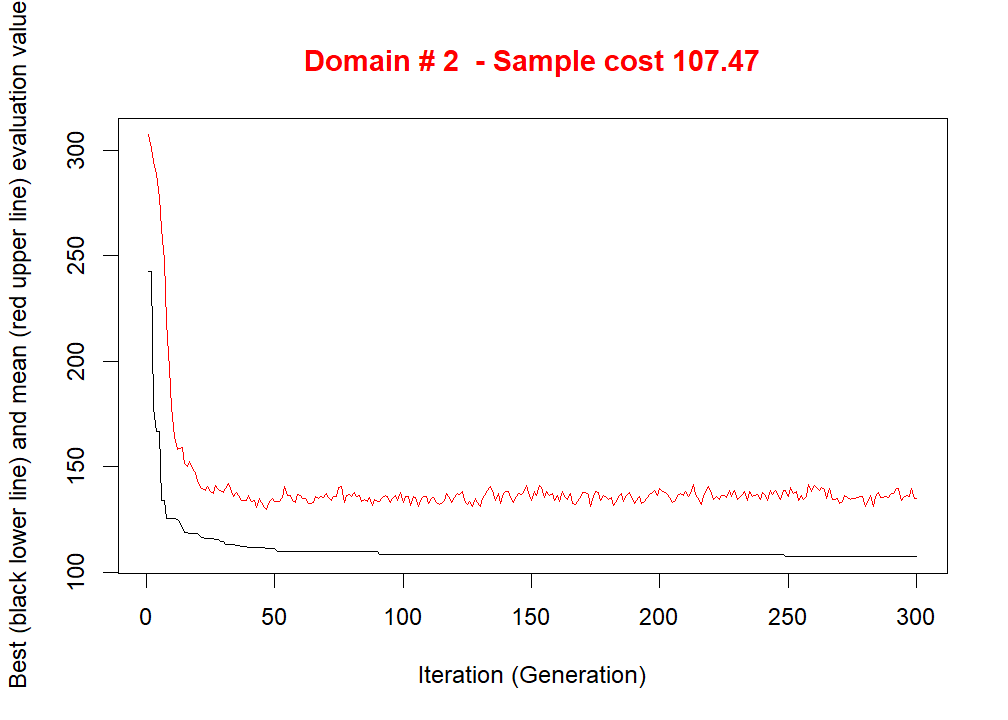 Domain # 2  - Sample cost 107.47
Best (black lower line) and mean (red upper line) evaluation value
300
250
200
150
100
0 50 100 150 200 250 300
Iteration (Generation)